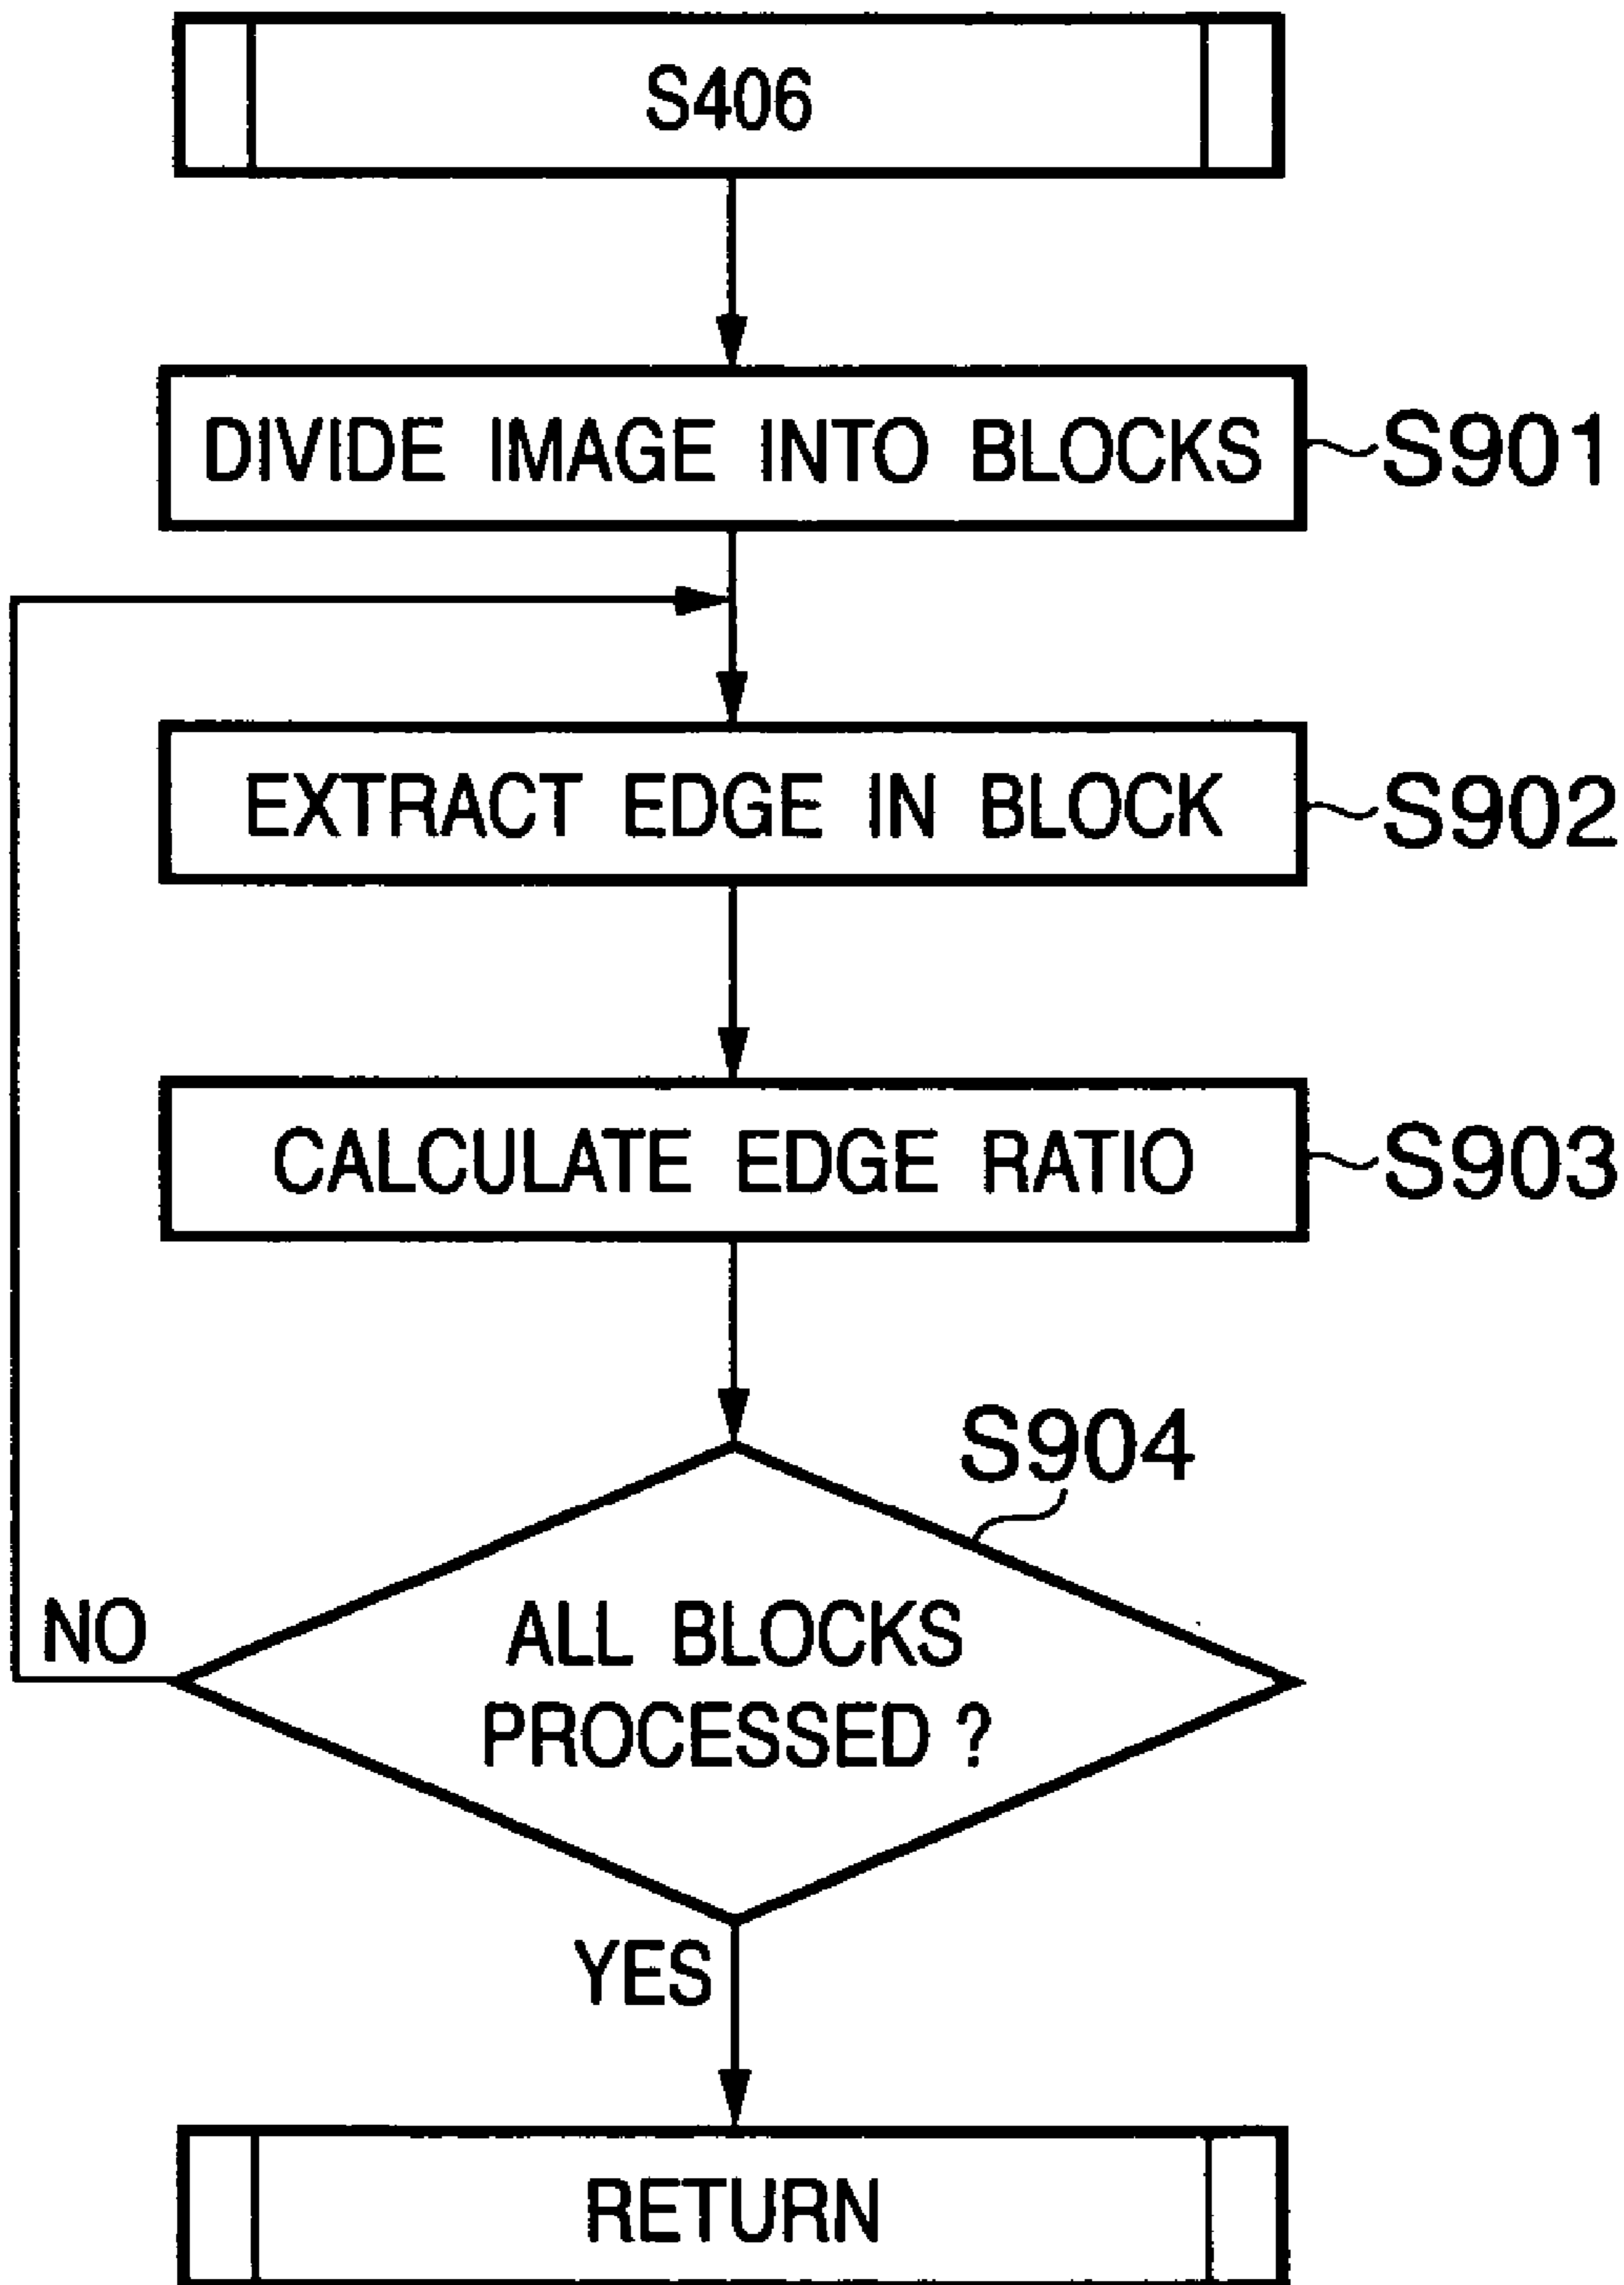 S406
DIVIDE IMAGE INTO BLOCKS
S901
EXTRACT EDGE IN BLOCK
S902
CALCULATE EDGE RATIO
S903
S904
NO
ALL BLOCKS
PROCESSED ?
YES
RETURN